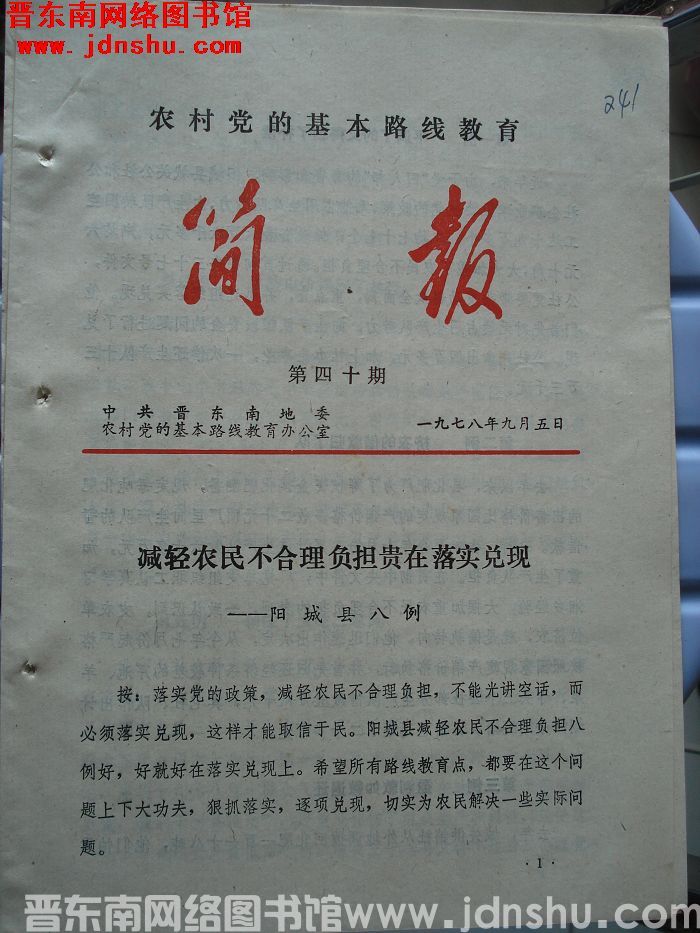 晋东南网络图书馆
www.jdnshu.com
241
农村党的基本路线教育
简报
第四十期
中共晋东南地委
农村党的基本路线教育办公室
一九七八年九月五日
减轻农民不合理负担贵在落实兑现
——阳城县八例
按：落实党的政策，减轻农民不合理负担，不能光讲空话，而
必须落实兑现，这样才能取信于民。阳城县减轻农民不合理负担八
例好，好就好在落实兑现上。希望所有路线教育点，都要在这个问
题上下大功夫，狠抓落实，逐项兑现，切实为农民解决一些实际问
题。
·1·
晋东南网络图书馆www.jdnshu.com